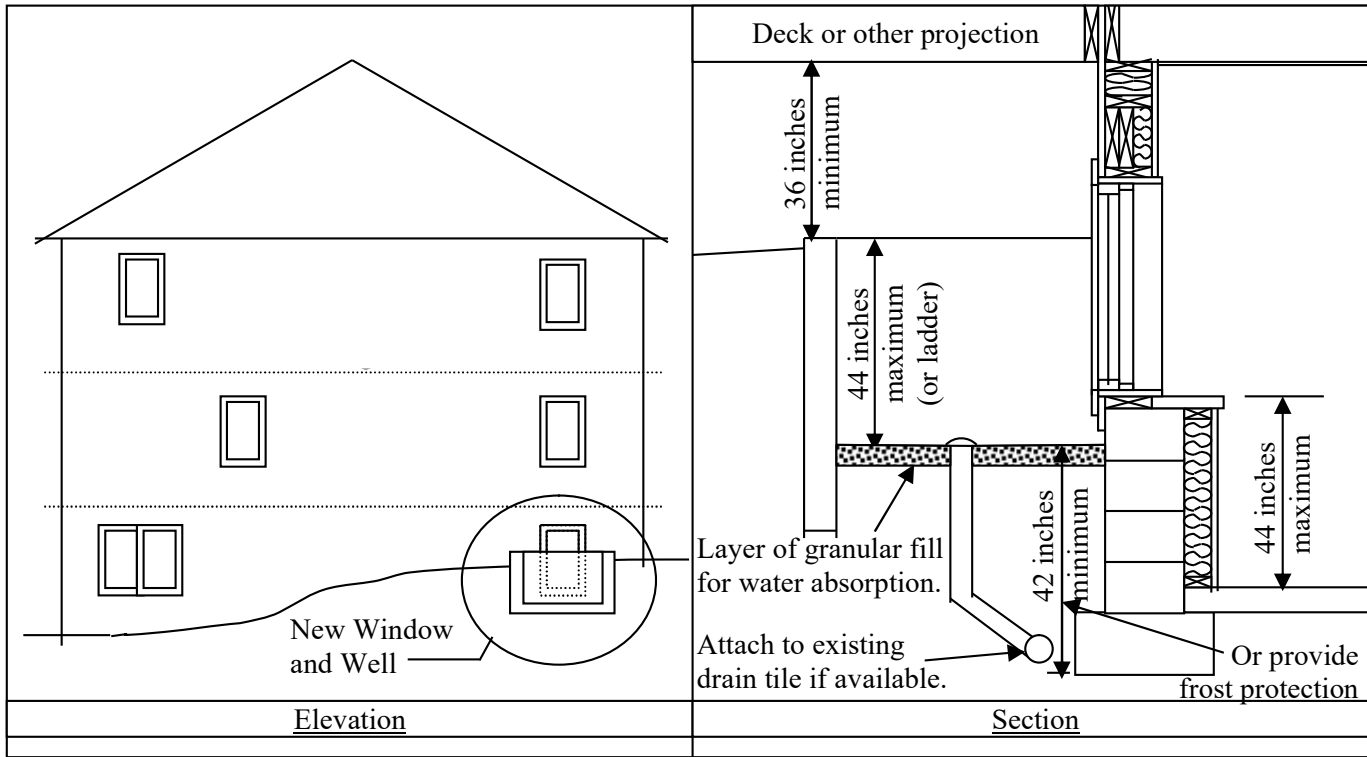 New Window
and Well
Elevation
Deck or other projection
36 inches
minimum
44 inches
maximum
(or ladder)
Layer of granular fill
for water absorption.
42 inches
minimum
44 inches
maximum
Attach to existing
drain tile if available.
Or provide
frost protection
Section